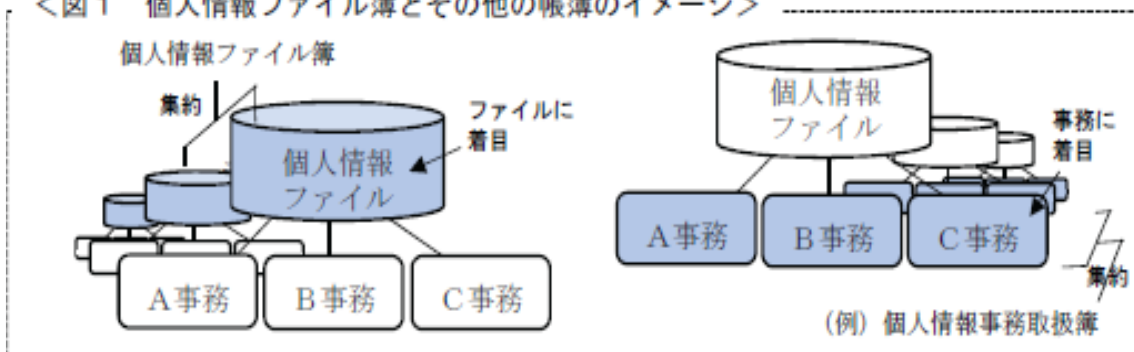 <図1 個人情報ファイル簿とその他の帳簿のイメージ>
個人情報ファイル簿
集約
個人情報
ファイル
ファイルに
着目
A事務
B事務
C事務
個人情報
ファイル
事務に
着目
A事務
B事務
C事務
集約
(例)個人情報事務取扱簿